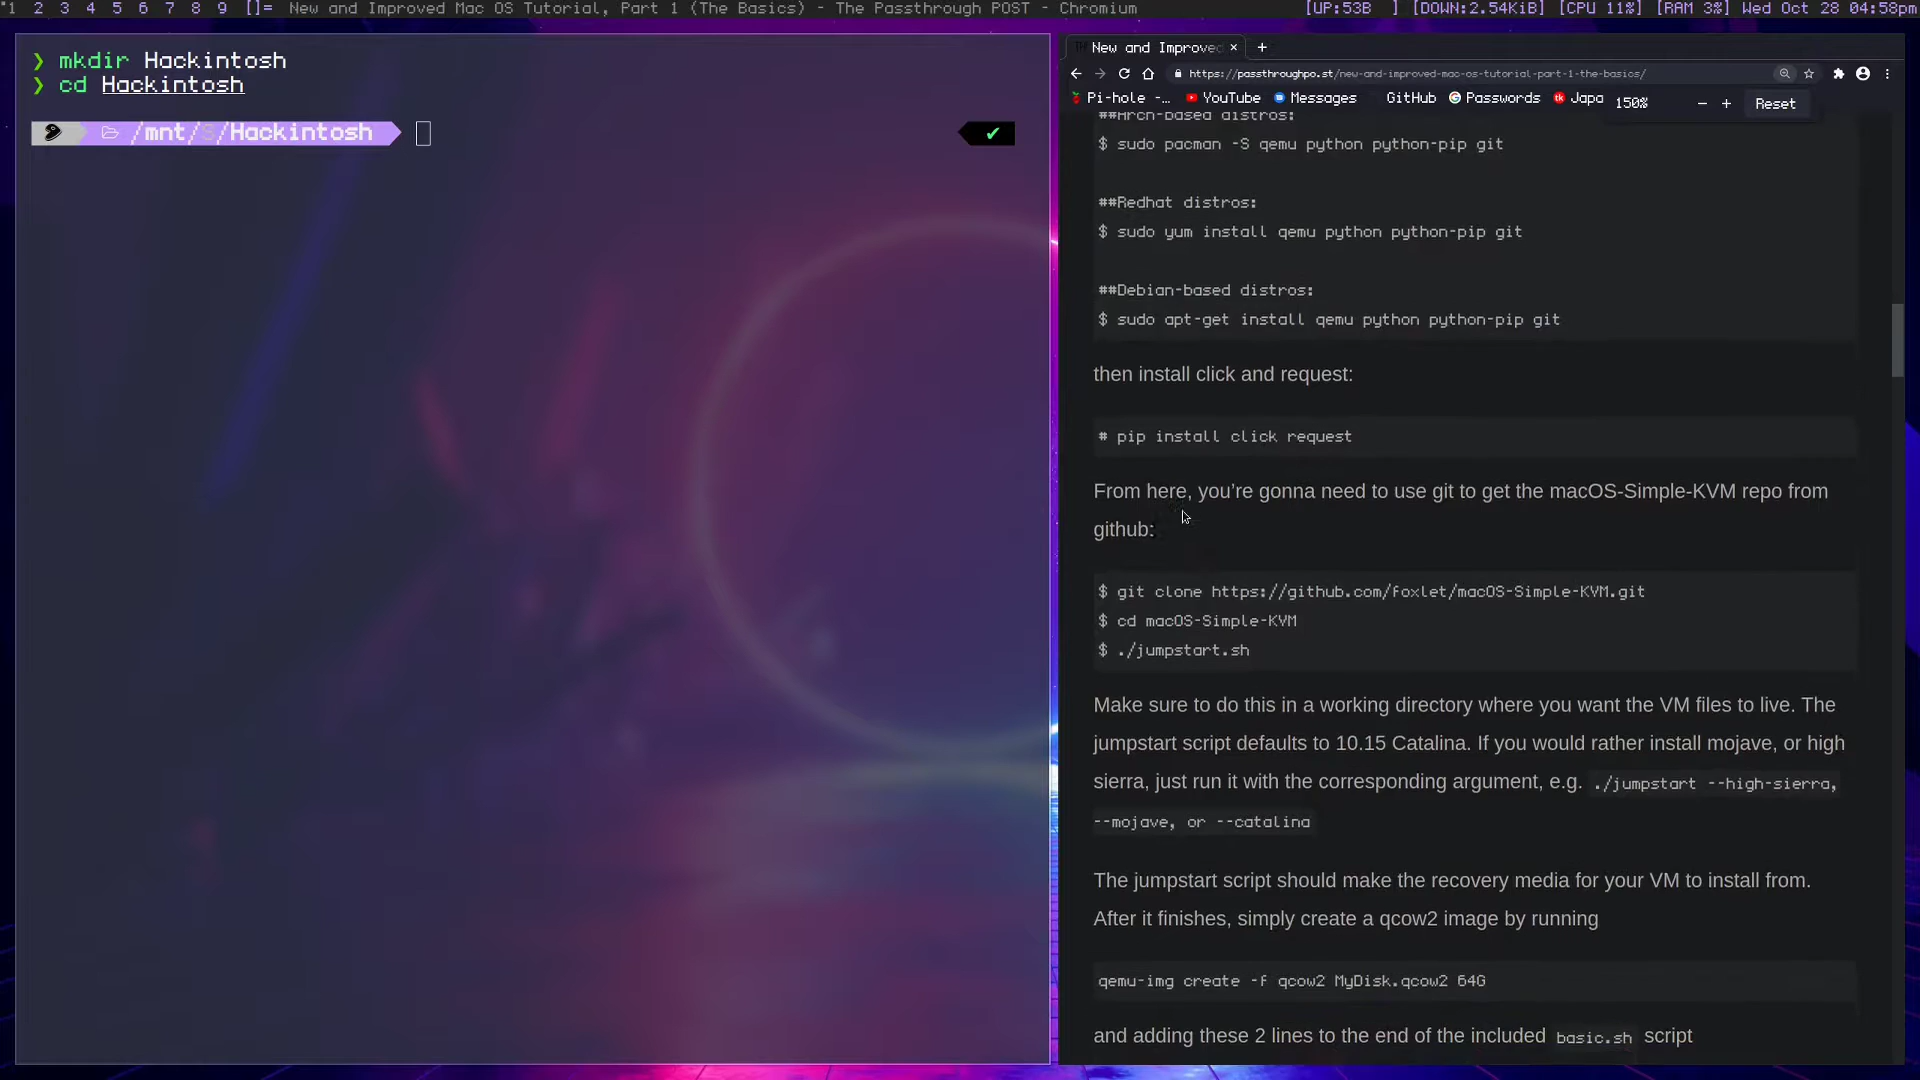 1 2 3 4 5 6 7 8 9 []= New and Improved Mac OS Tutorial, Part 1 (The Basics) - The Passthrough POST - Chromium [UP:53B ] [DOWN:2.54KiB] [CPU 11%] [RAM 3%] Wed Oct 28 04:58pm
❯ mkdir Hackintosh
❯ cd Hackintosh
/mnt/S/Hackintosh ✔
New and Improved × +
https://passthroughpo.st/new-and-improved-mac-os-tutorial-part-1-the-basics/
Pi-hole -... YouTube Messages GitHub Passwords Japa
150% − + Reset
##Arch-based distros:
$ sudo pacman -S qemu python python-pip git
##Redhat distros:
$ sudo yum install qemu python python-pip git
##Debian-based distros:
$ sudo apt-get install qemu python python-pip git
then install click and request:
# pip install click request
From here, you’re gonna need to use git to get the macOS-Simple-KVM repo from
github:
$ git clone https://github.com/foxlet/macOS-Simple-KVM.git
$ cd macOS-Simple-KVM
$ ./jumpstart.sh
Make sure to do this in a working directory where you want the VM files to live. The
jumpstart script defaults to 10.15 Catalina. If you would rather install mojave, or high
sierra, just run it with the corresponding argument, e.g. ./jumpstart --high-sierra,
--mojave, or --catalina
The jumpstart script should make the recovery media for your VM to install from.
After it finishes, simply create a qcow2 image by running
qemu-img create -f qcow2 MyDisk.qcow2 64G
and adding these 2 lines to the end of the included basic.sh script